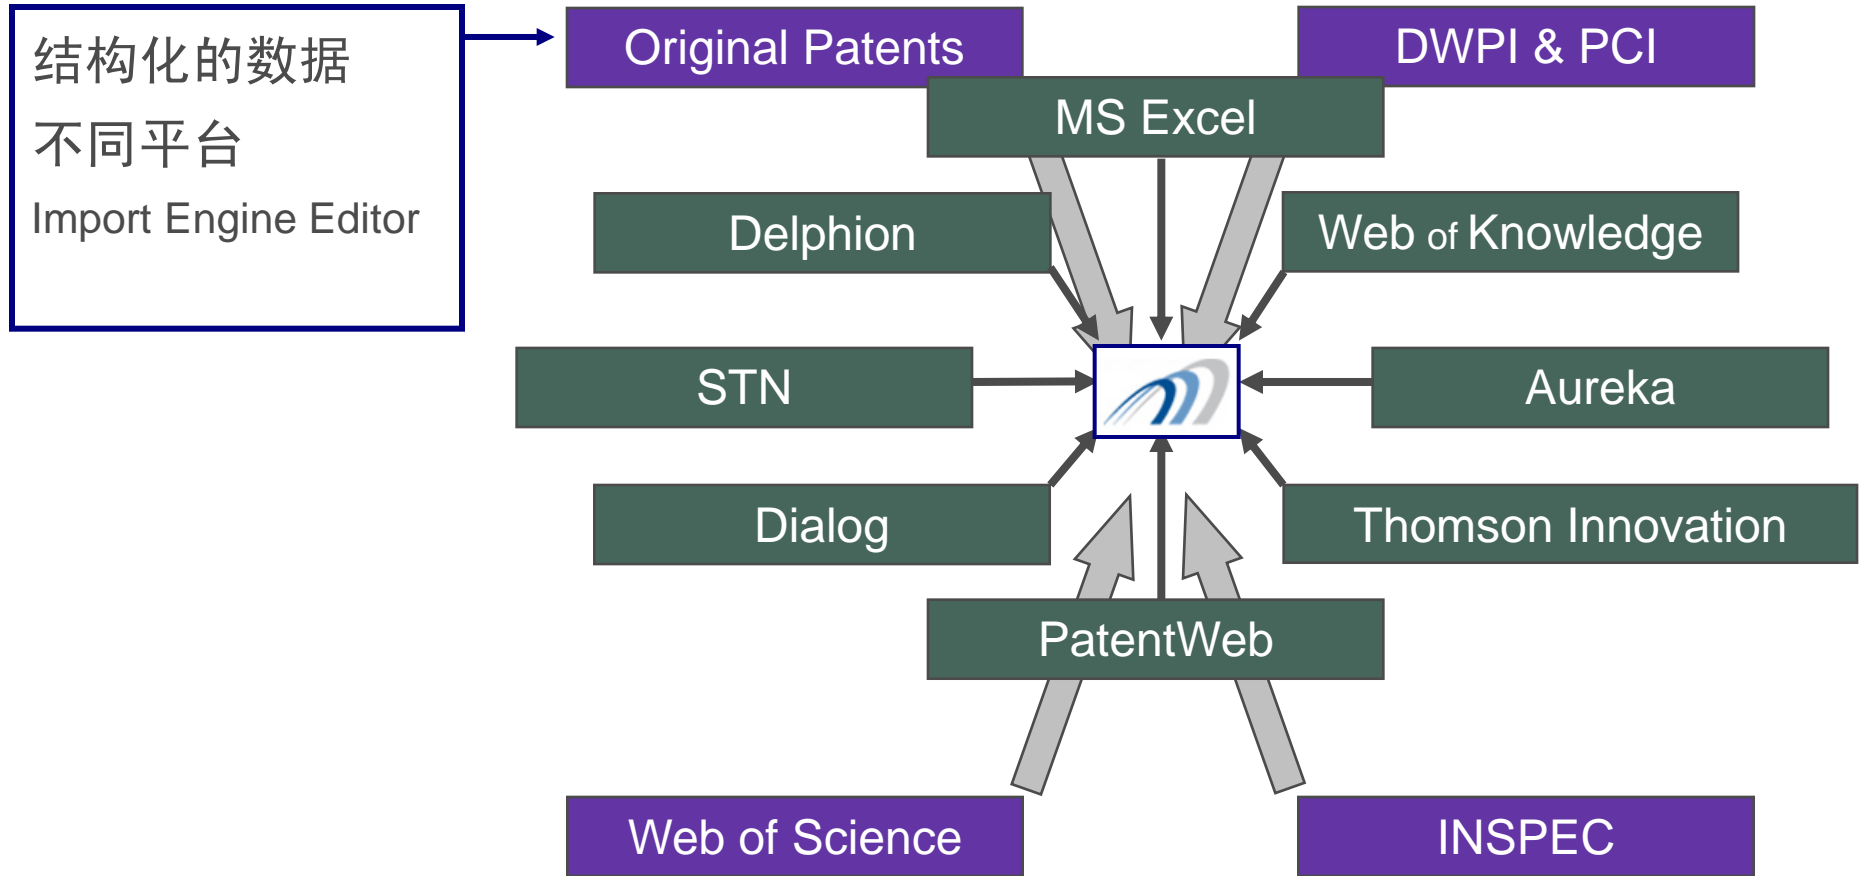 结构化的数据
不同平台
Import Engine Editor
Original Patents
DWPI & PCI
MS Excel
Delphion
Web of Knowledge
STN
Aureka
Dialog
Thomson Innovation
PatentWeb
Web of Science
INSPEC